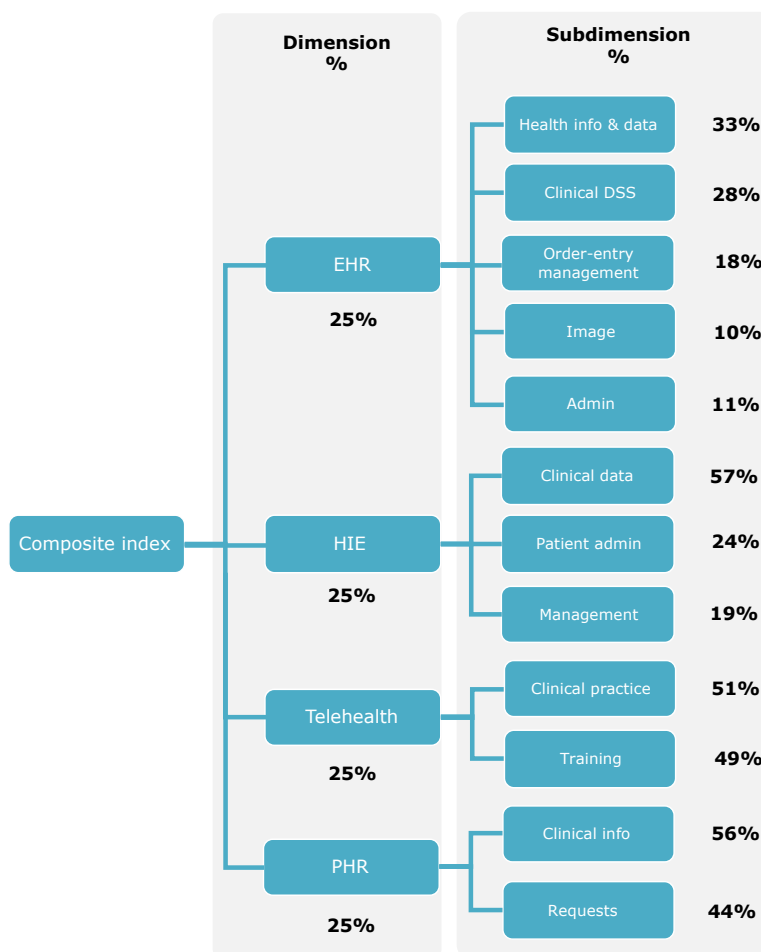 Dimension
%
Subdimension
%
Health info & data
33%
Clinical DSS
28%
Order-entry
management
18%
EHR
25%
Image
10%
Admin
11%
Clinical data
57%
Composite index
HIE
25%
Patient admin
24%
Management
19%
Clinical practice
51%
Telehealth
25%
Training
49%
Clinical info
56%
PHR
25%
Requests
44%